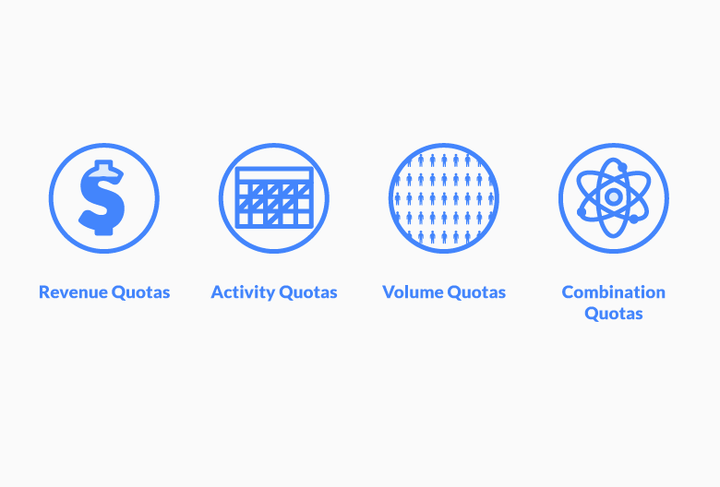 Revenue Quotas
Activity Quotas
Volume Quotas
Combination
Quotas